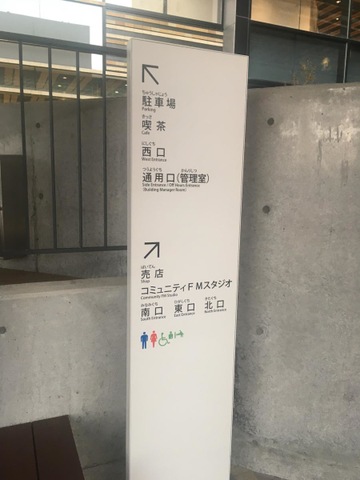 ちゅうしゃじょう
駐車場
Parking
きっさ
喫茶
Cafe
にしぐち
西口
West Entrance
つうようぐち かんりしつ
通用口(管理室)
Side Entrance / Off Hours Entrance
(Building Manager Room)
ばいてん
売店
Shop
コミュニティFMスタジオ
Community FM Studio
みなみぐち ひがしぐち きたぐち
南口 東口 北口
South Entrance East Entrance North Entrance